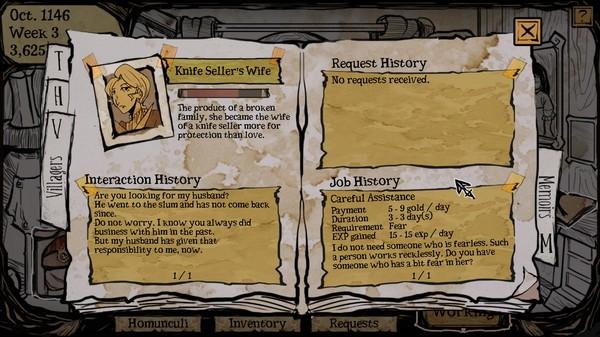 Oct. 1146
Week 3
3,625
?
T
H
V
Villagers
Knife Seller's Wife
The product of a broken
family, she became the wife
of a knife seller more for
protection than love.
Interaction History
Are you looking for my husband?
He went to the slum and has not come back
since.
Do not worry. I know you always did
business with him in the past.
But my husband has given that
responsibility to me, now.
1/1
Request History
No requests received.
Job History
Careful Assistance
Payment 5 - 9 gold / day
Duration 3 - 3 day(s)
Requirement Fear
EXP gained 15 - 15 exp / day
I do not need someone who is fearless. Such
a person works recklessly. Do you have
someone who has a bit fear in her?
1/1
Memoirs
M
Homunculi
Inventory
Requests
Working